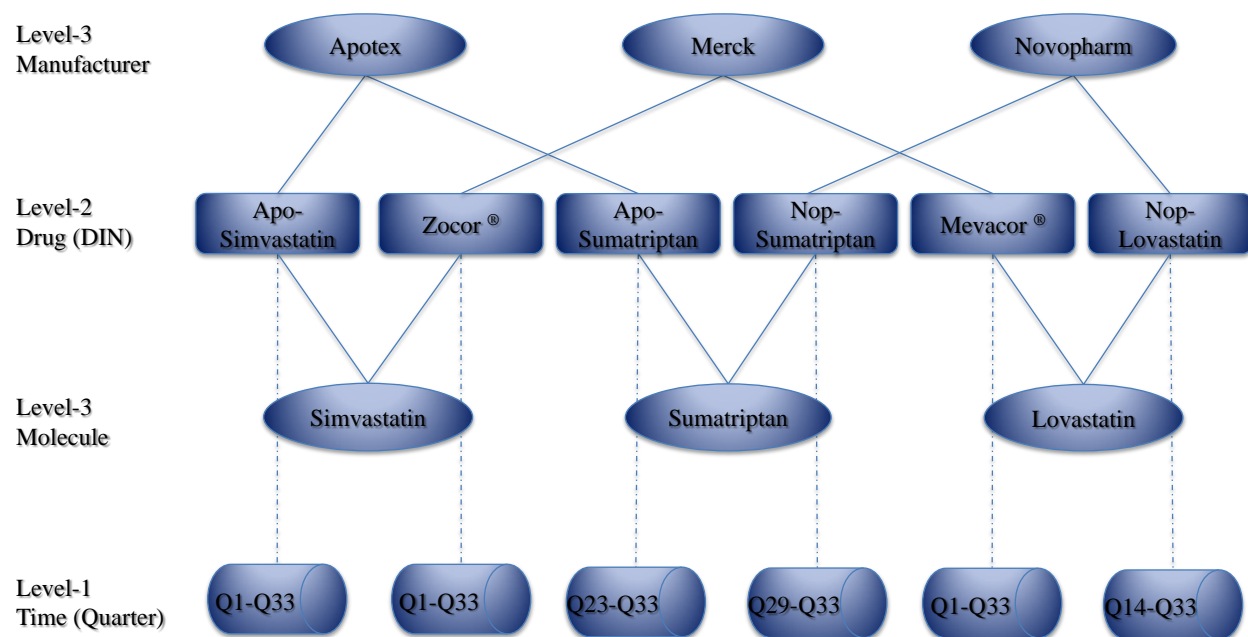 Level-3
Manufacturer
Apotex
Merck
Novopharm
Level-2
Drug (DIN)
Apo-
Simvastatin
Zocor ®
Apo-
Sumatriptan
Nop-
Sumatriptan
Mevacor ®
Nop-
Lovastatin
Level-3
Molecule
Simvastatin
Sumatriptan
Lovastatin
Level-1
Time (Quarter)
Q1-Q33
Q1-Q33
Q23-Q33
Q29-Q33
Q1-Q33
Q14-Q33